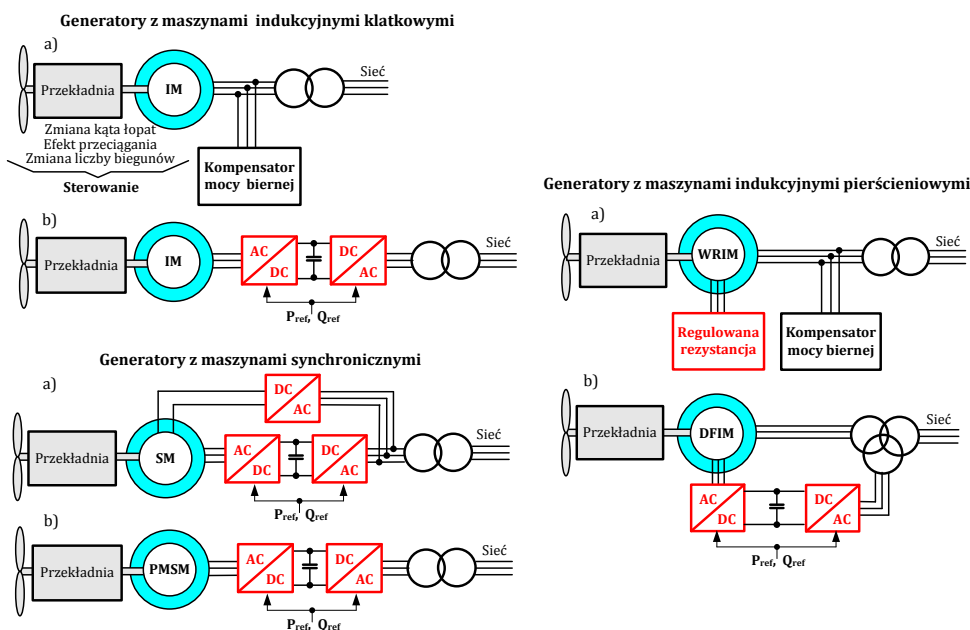 Generatory z maszynami indukcyjnymi klatkowymi
a)
Przekładnia
IM
Sieć
Zmiana kąta łopat
Efekt przeciągania
Zmiana liczby biegunów
Sterowanie
Kompensator
mocy biernej
b)
Przekładnia
IM
AC
DC
DC
AC
Sieć
Pref, Qref
Generatory z maszynami synchronicznymi
a)
DC
AC
Przekładnia
SM
AC
DC
DC
AC
Sieć
Pref, Qref
b)
Przekładnia
PMSM
AC
DC
DC
AC
Sieć
Pref, Qref
Generatory z maszynami indukcyjnymi pierścieniowymi
a)
Przekładnia
WRIM
Sieć
Regulowana
rezystancja
Kompensator
mocy biernej
b)
Przekładnia
DFIM
Sieć
AC
DC
DC
AC
Pref, Qref